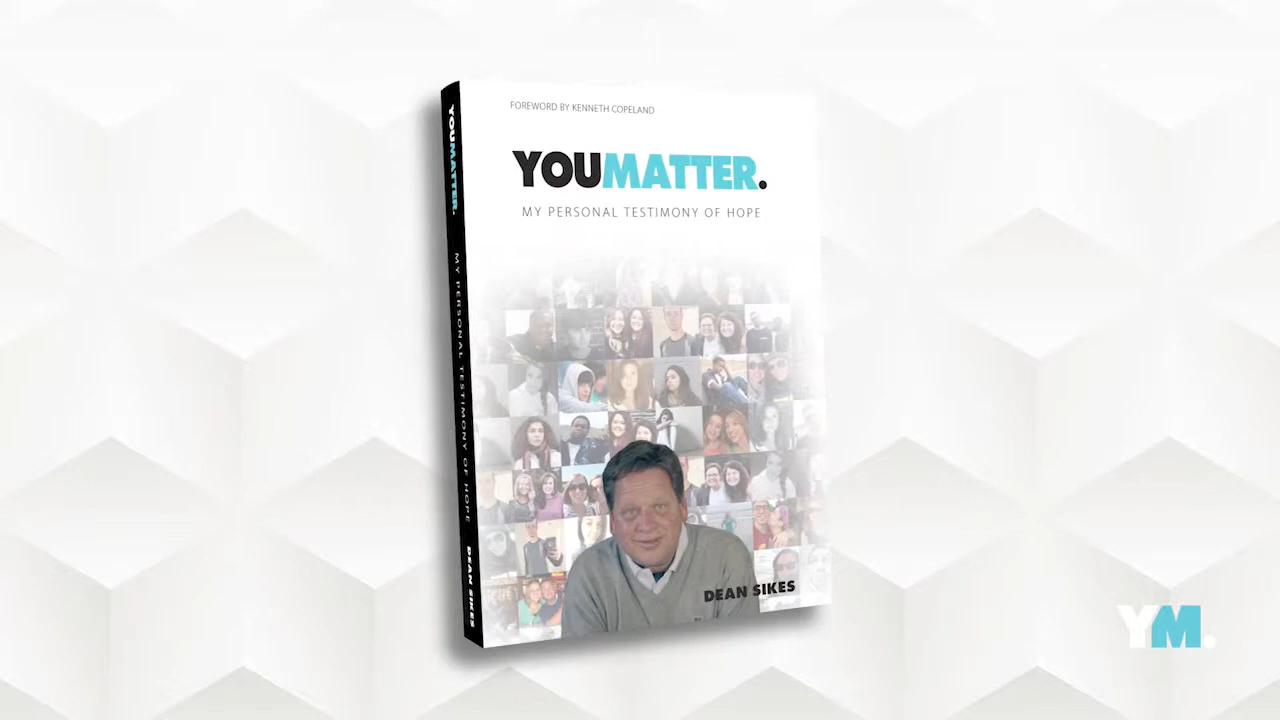 FOREWORD BY KENNETH COPELAND
YOUMATTER.
MY PERSONAL TESTIMONY OF HOPE
DEAN SIKES
YOUMATTER.
MY PERSONAL TESTIMONY OF HOPE
DEAN SIKES
YM.